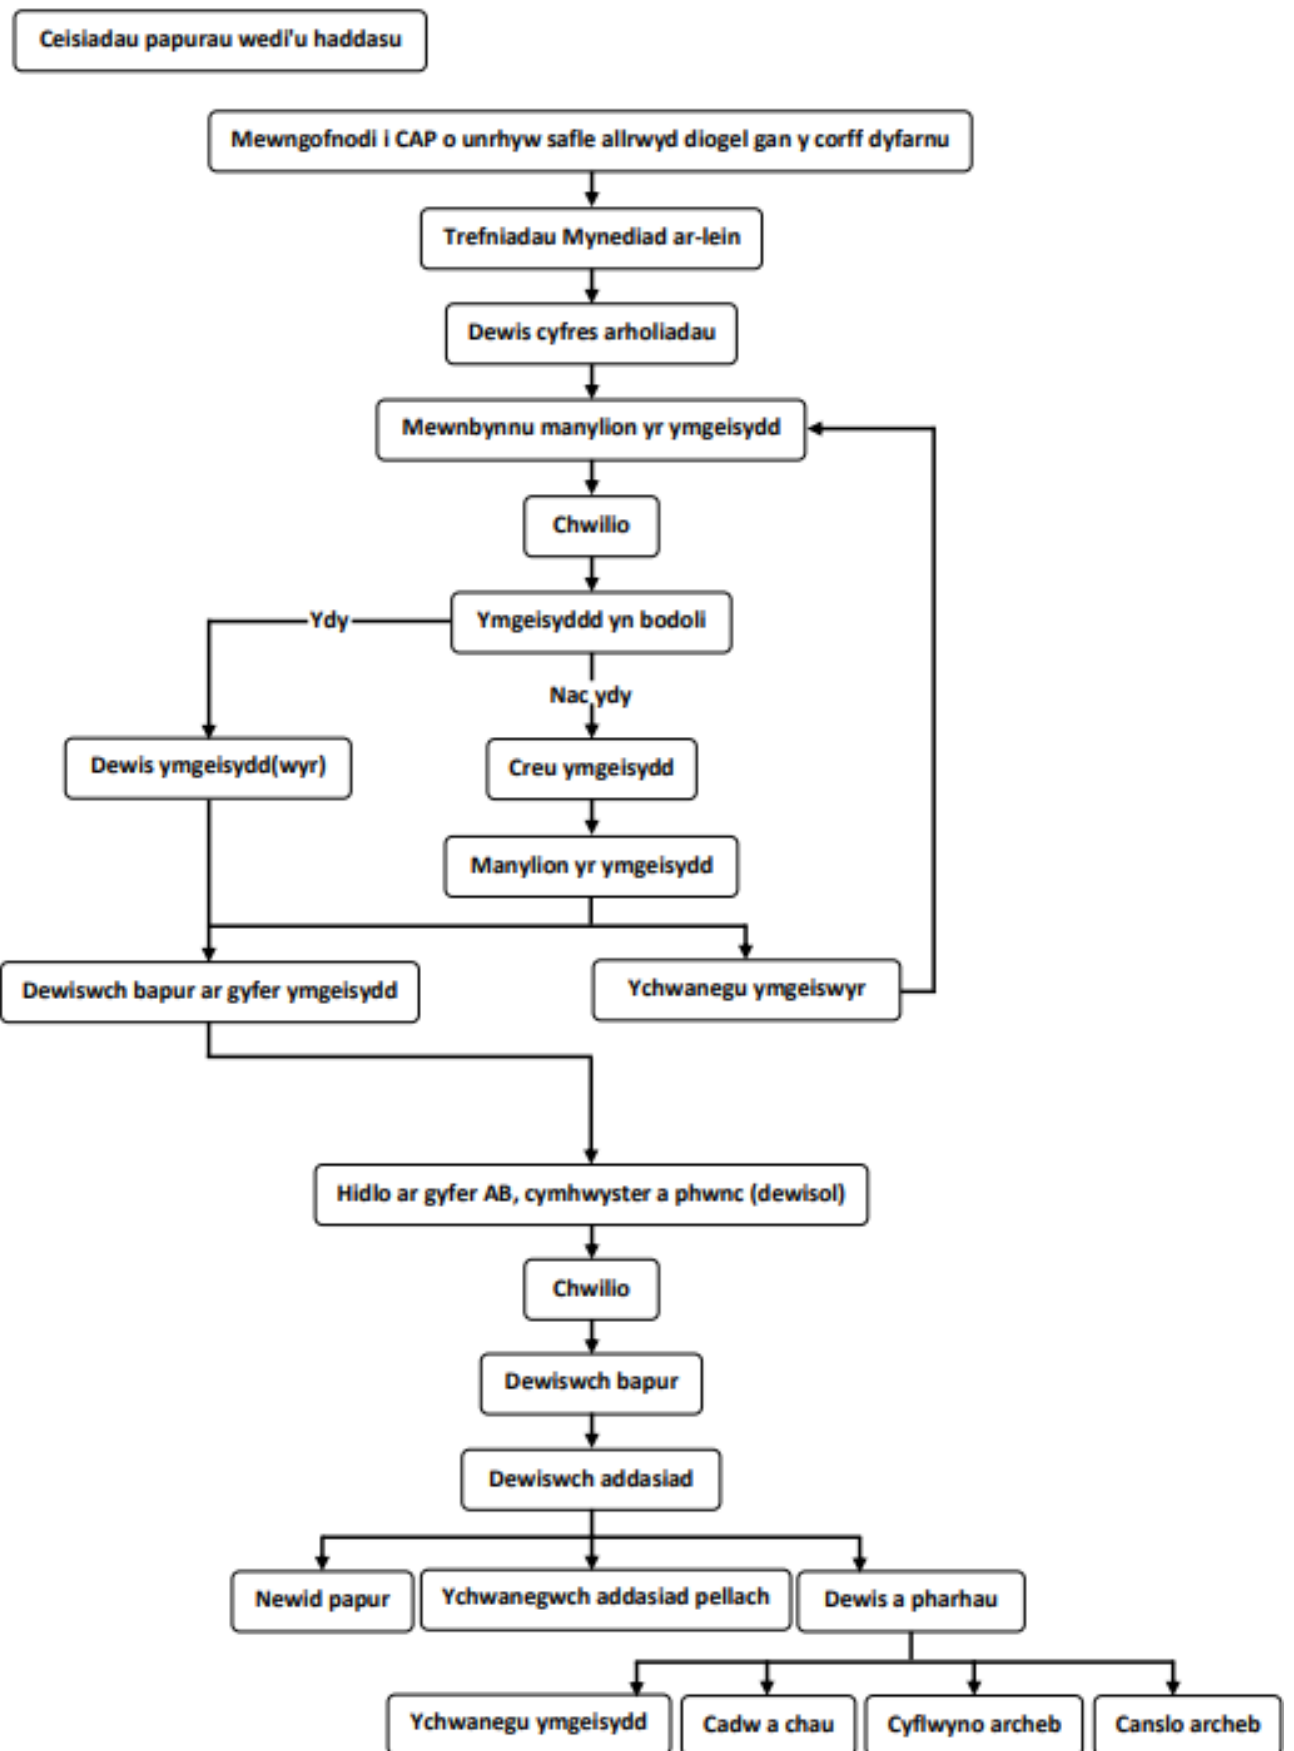 Ceisiadau papurau wedi'u haddasu
Mewngofnodi i CAP o unrhyw safle allrwyd diogel gan y corff dyfarnu
Trefniadau Mynediad ar-lein
Dewis cyfres arholiadau
Mewnbynnu manylion yr ymgeisydd
Chwilio
Ymgeisyddd yn bodoli
Ydy
Nac ydy
Dewis ymgeisydd(wyr)
Creu ymgeisydd
Manylion yr ymgeisydd
Dewiswch bapur ar gyfer ymgeisydd
Ychwanegu ymgeiswyr
Hidlo ar gyfer AB, cymhwyster a phwnc (dewisol)
Chwilio
Dewiswch bapur
Dewiswch addasiad
Newid papur
Ychwanegwch addasiad pellach
Dewis a pharhau
Ychwanegu ymgeisydd
Cadw a chau
Cyflwyno archeb
Canslo archeb